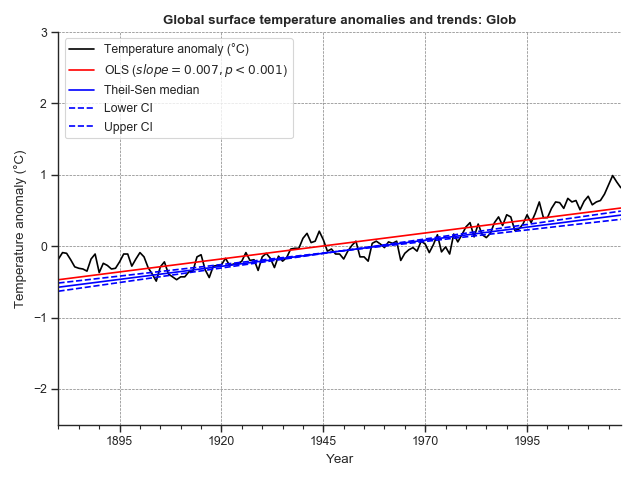 Global surface temperature anomalies and trends: Glob
Temperature anomaly (°C)
OLS (slope = 0.007, p < 0.001)
Theil-Sen median
Lower CI
Upper CI
3
2
1
0
−1
−2
Temperature anomaly (°C)
1895 1920 1945 1970 1995
Year